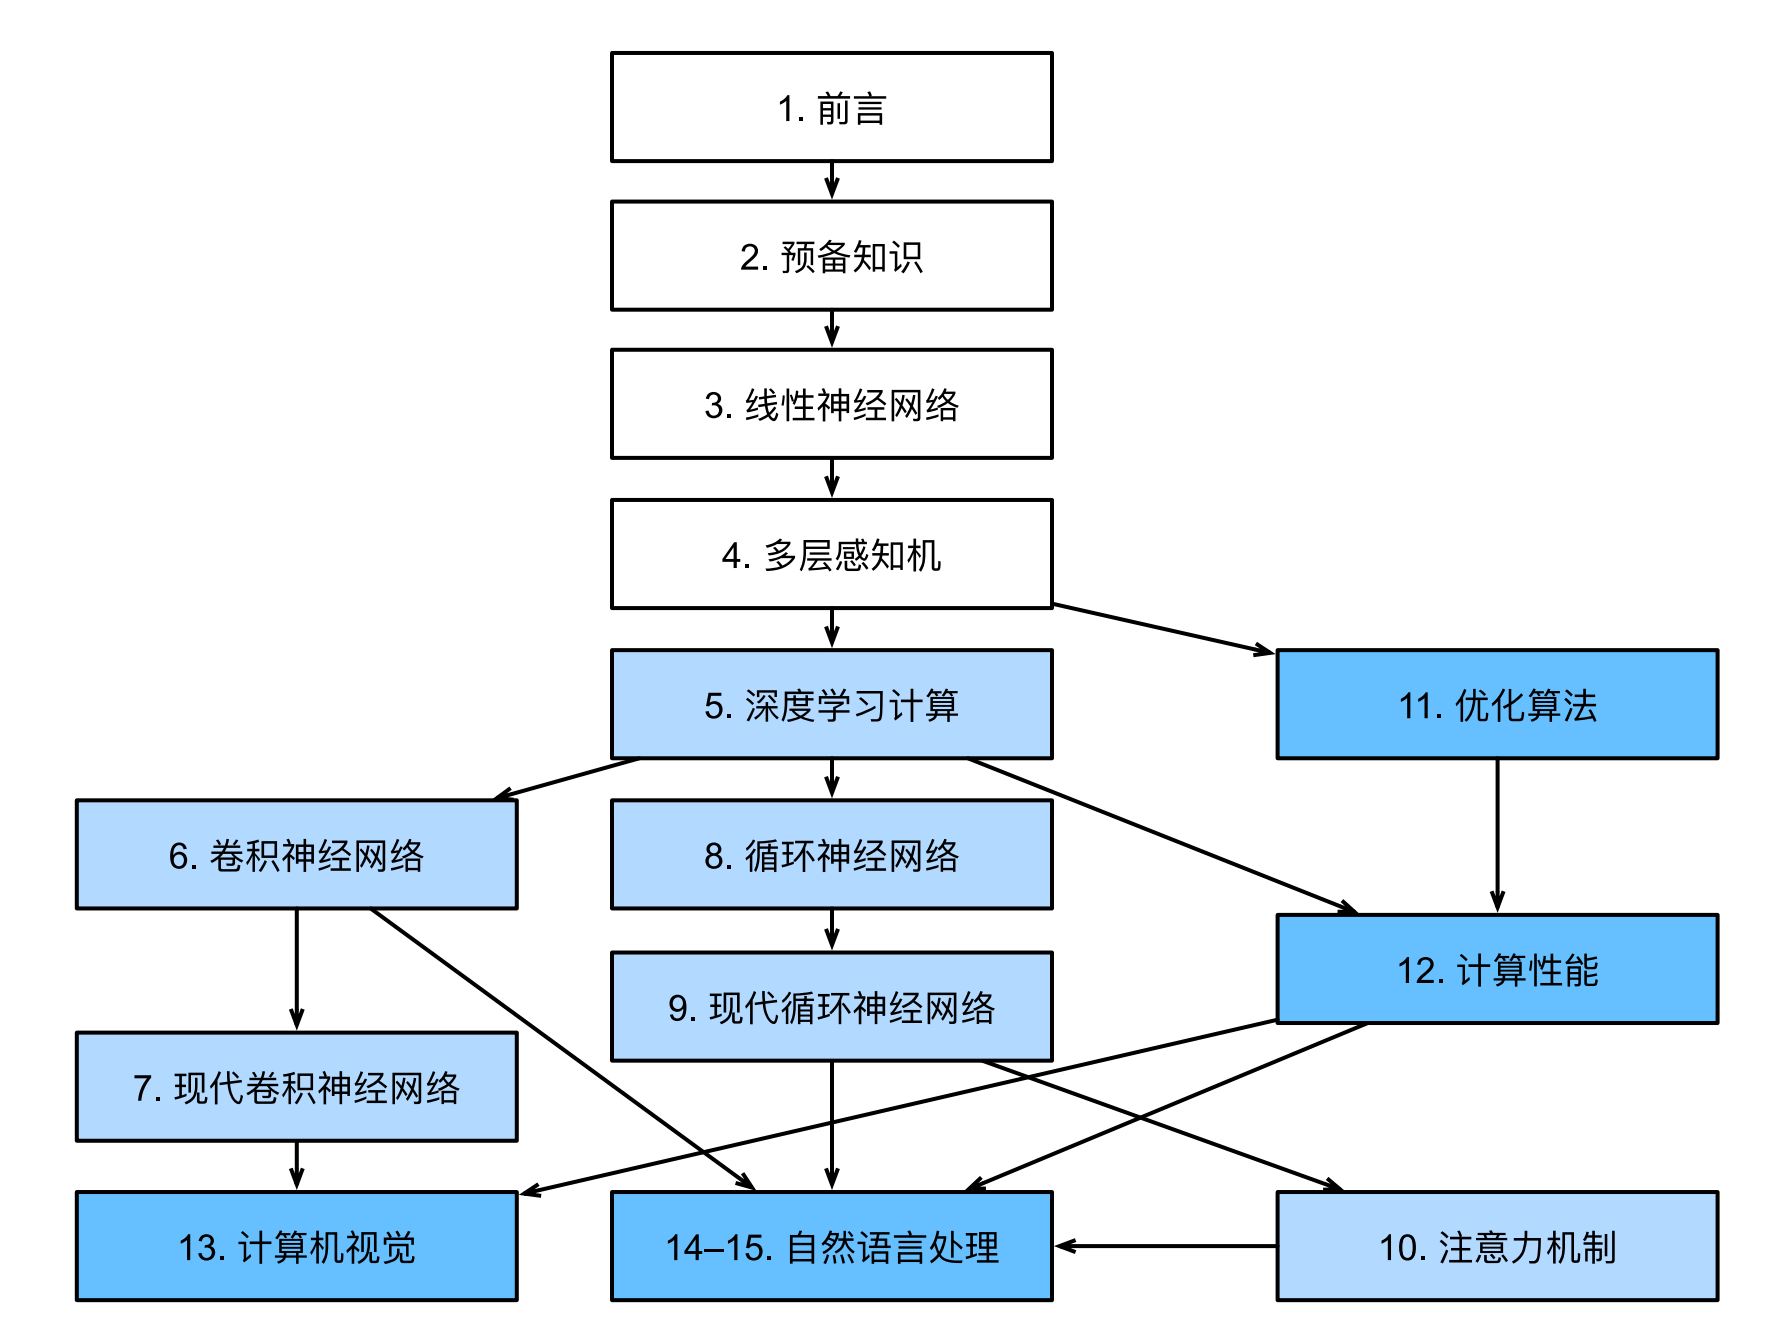 1. 前言
2. 预备知识
3. 线性神经网络
4. 多层感知机
5. 深度学习计算
11. 优化算法
6. 卷积神经网络
8. 循环神经网络
12. 计算性能
9. 现代循环神经网络
7. 现代卷积神经网络
13. 计算机视觉
14–15. 自然语言处理
10. 注意力机制